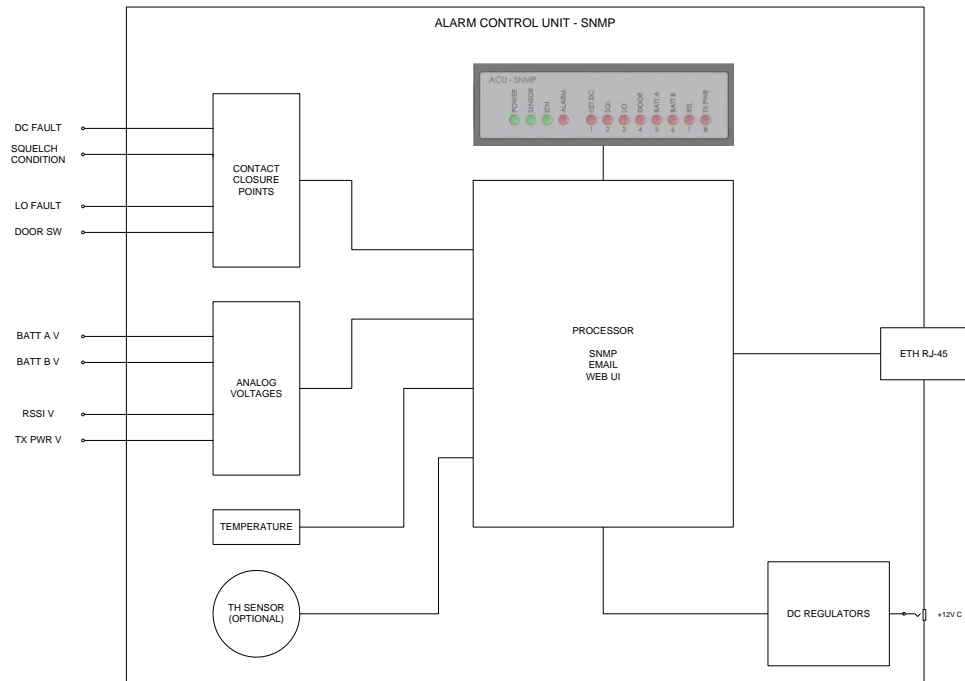 ALARM CONTROL UNIT - SNMP
ACU - SNMP
POWER
SENSOR
ETH
ALARM
SQL
LO
DOOR
BATT A
BATT B
TX PWR
1 2 3 4 5 6 7 8
DC FAULT
SQUELCH
CONDITION
LO FAULT
DOOR SW
CONTACT
CLOSURE
POINTS
BATT A V
BATT B V
RSSI V
TX PWR V
ANALOG
VOLTAGES
PROCESSOR
SNMP
EMAIL
WEB UI
ETH RJ-45
TEMPERATURE
TH SENSOR
(OPTIONAL)
DC REGULATORS
+12V C